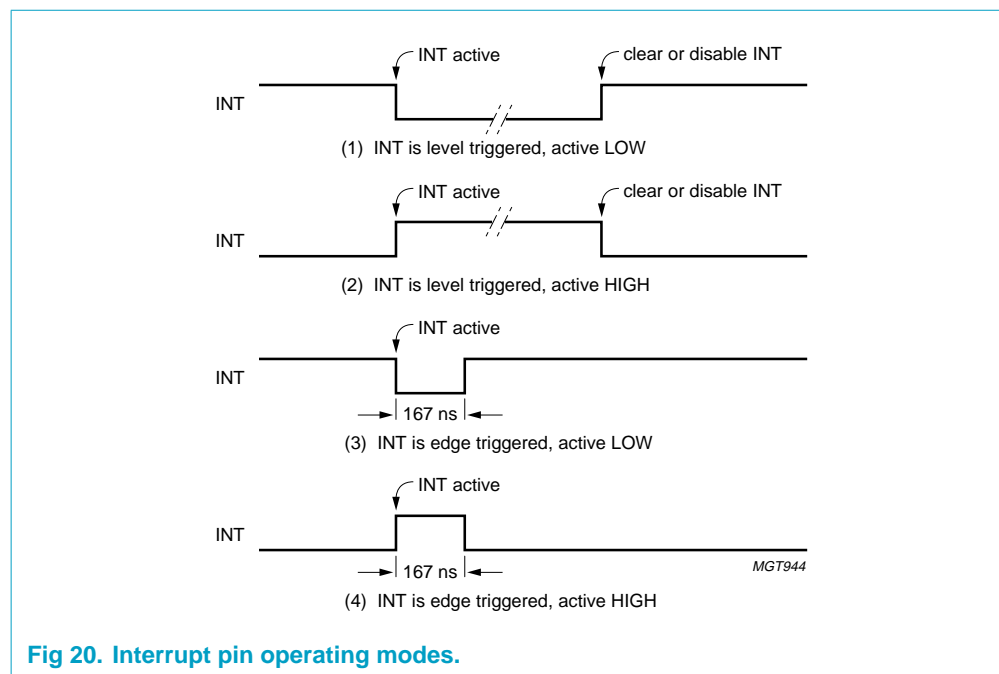 INT active
clear or disable INT
INT
(1) INT is level triggered, active LOW
INT active
clear or disable INT
INT
(2) INT is level triggered, active HIGH
INT active
INT
167 ns
(3) INT is edge triggered, active LOW
INT active
INT
167 ns
MGT944
(4) INT is edge triggered, active HIGH
Fig 20. Interrupt pin operating modes.